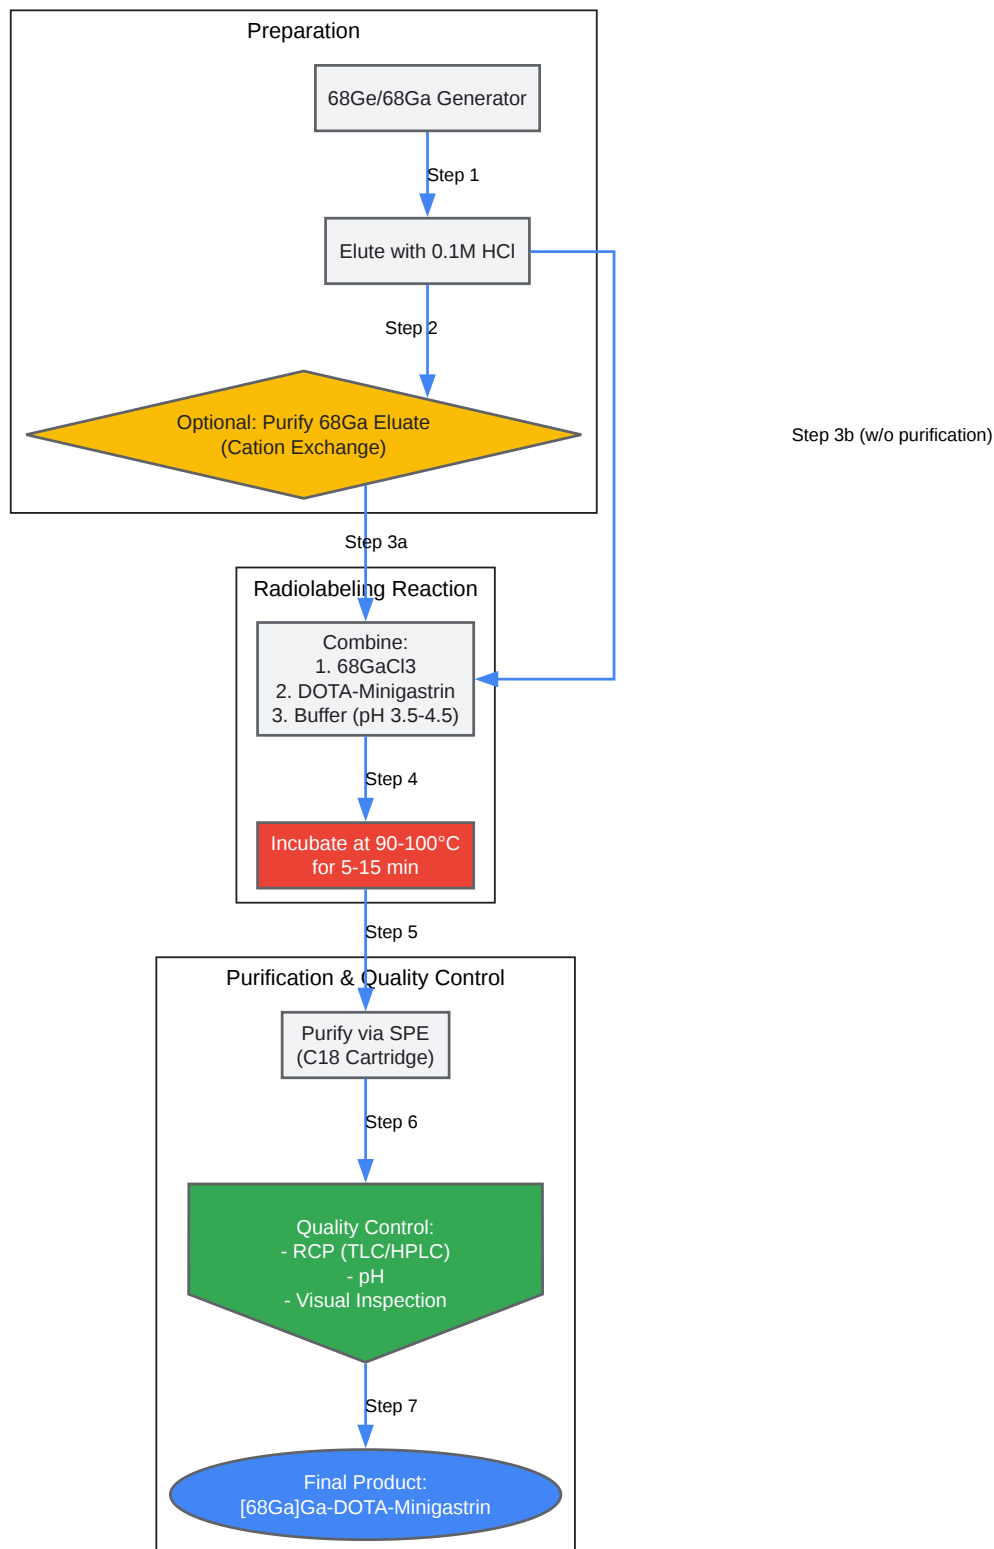 Preparation
68Ge/68Ga Generator
Step 1
Elute with 0.1M HCl
Step 2
Optional: Purify 68Ga Eluate
(Cation Exchange)
Step 3b (w/o purification)
Step 3a
Radiolabeling Reaction
Combine:
1. 68GaCl3
2. DOTA-Minigastrin
3. Buffer (pH 3.5-4.5)
Step 4
Incubate at 90-100°C
for 5-15 min
Step 5
Purification & Quality Control
Purify via SPE
(C18 Cartridge)
Step 6
Quality Control:
- RCP (TLC/HPLC)
- pH
- Visual Inspection
Step 7
Final Product:
[68Ga]Ga-DOTA-Minigastrin